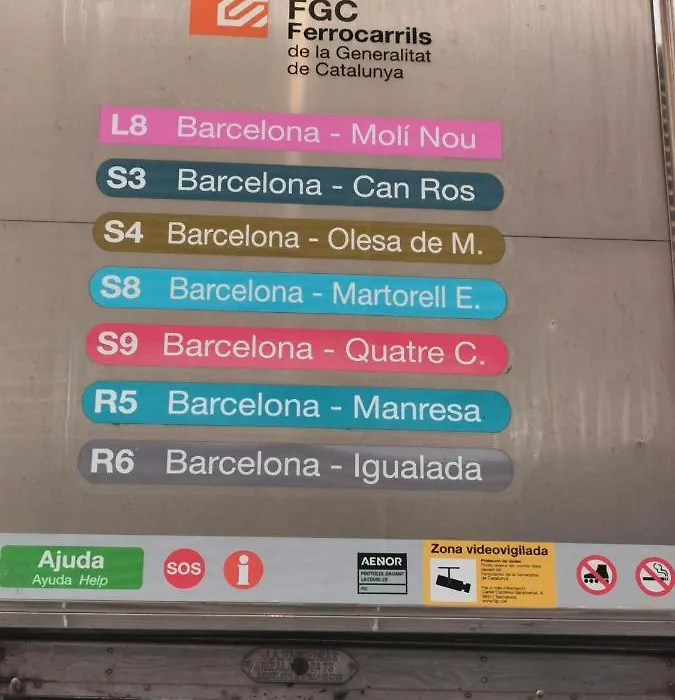 FGC
Ferrocarrils
de la Generalitat
de Catalunya
L8 Barcelona - Molí Nou
S3 Barcelona - Can Ros
S4 Barcelona - Olesa de M.
S8 Barcelona - Martorell E.
S9 Barcelona - Quatre C.
R5 Barcelona - Manresa
R6 Barcelona - Igualada
Ajuda
Ayuda Help
SOS
i
AENOR
Zona videovigilada